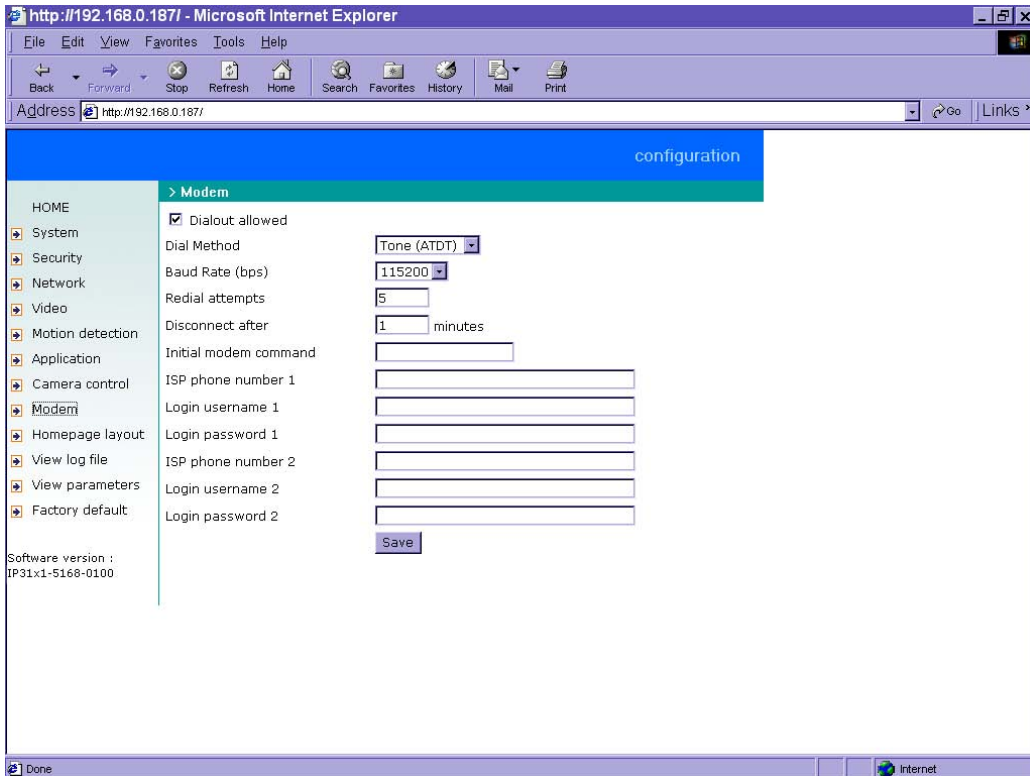 http://192.168.0.187/ - Microsoft Internet Explorer
File Edit View Favorites Tools Help
Back Forward Stop Refresh Home Search Favorites History Mail Print
Address http://192.168.0.187/ Go Links
configuration
HOME
System
Security
Network
Video
Motion detection
Application
Camera control
Modem
Homepage layout
View log file
View parameters
Factory default
Software version :
IP31x1-5168-0100
> Modem
Dialout allowed
Dial Method Tone (ATDT)
Baud Rate (bps) 115200
Redial attempts 5
Disconnect after 1 minutes
Initial modem command
ISP phone number 1
Login username 1
Login password 1
ISP phone number 2
Login username 2
Login password 2
Save
Done Internet